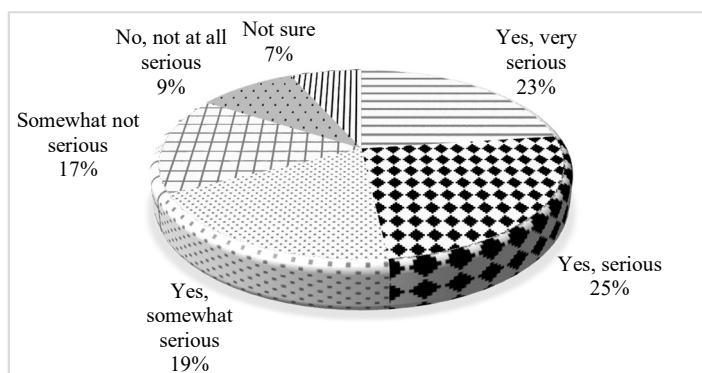 Not sure
7%
Yes, very
serious
23%
Yes, serious
25%
Yes,
somewhat
serious
19%
Somewhat not
serious
17%
No, not at all
serious
9%